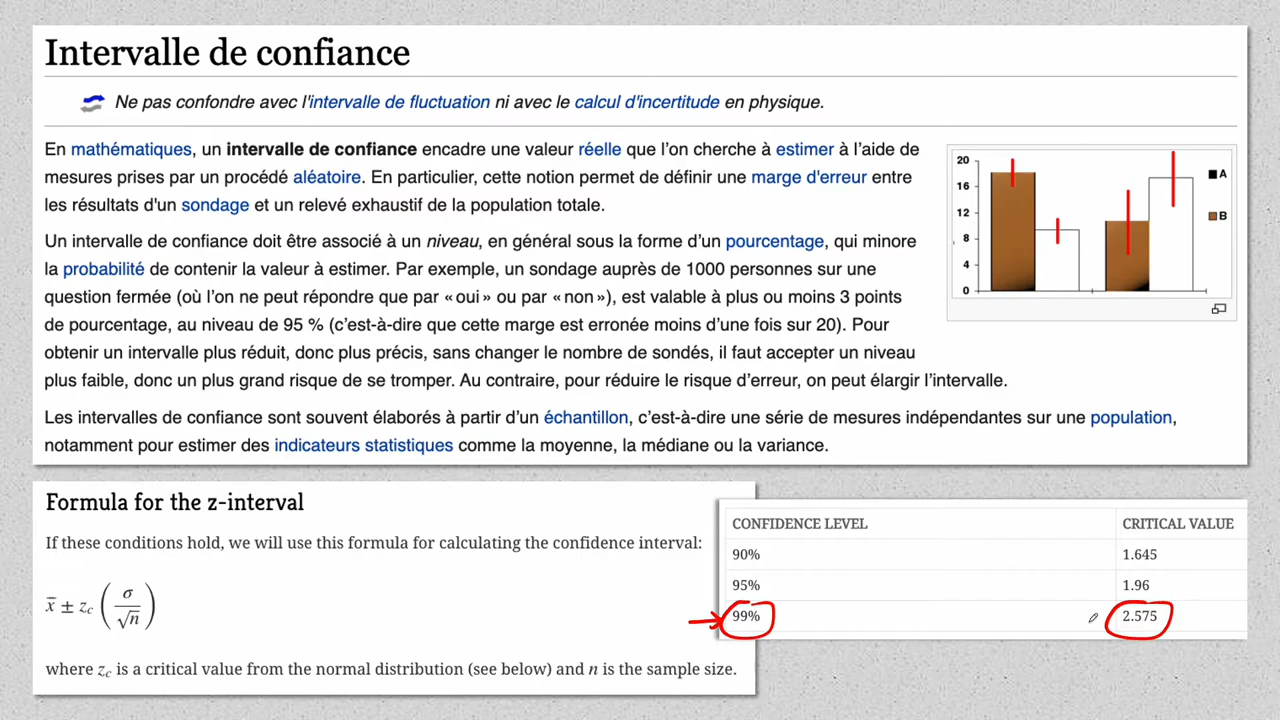 Intervalle de confiance
Ne pas confondre avec l'intervalle de fluctuation ni avec le calcul d'incertitude en physique.
En mathématiques, un intervalle de confiance encadre une valeur réelle que l’on cherche à estimer à l’aide de
mesures prises par un procédé aléatoire. En particulier, cette notion permet de définir une marge d'erreur entre
les résultats d'un sondage et un relevé exhaustif de la population totale.
Un intervalle de confiance doit être associé à un niveau, en général sous la forme d’un pourcentage, qui minore
la probabilité de contenir la valeur à estimer. Par exemple, un sondage auprès de 1000 personnes sur une
question fermée (où l’on ne peut répondre que par « oui » ou par « non »), est valable à plus ou moins 3 points
de pourcentage, au niveau de 95 % (c’est-à-dire que cette marge est erronée moins d’une fois sur 20). Pour
obtenir un intervalle plus réduit, donc plus précis, sans changer le nombre de sondés, il faut accepter un niveau
plus faible, donc un plus grand risque de se tromper. Au contraire, pour réduire le risque d’erreur, on peut élargir l’intervalle.
Les intervalles de confiance sont souvent élaborés à partir d’un échantillon, c’est-à-dire une série de mesures indépendantes sur une population,
notamment pour estimer des indicateurs statistiques comme la moyenne, la médiane ou la variance.
20
16
12
8
4
0
A
B
Formula for the z-interval
If these conditions hold, we will use this formula for calculating the confidence interval:
x̄ ± z_c (σ/√n)
where z_c is a critical value from the normal distribution (see below) and n is the sample size.
CONFIDENCE LEVEL CRITICAL VALUE
90% 1.645
95% 1.96
99% 2.575